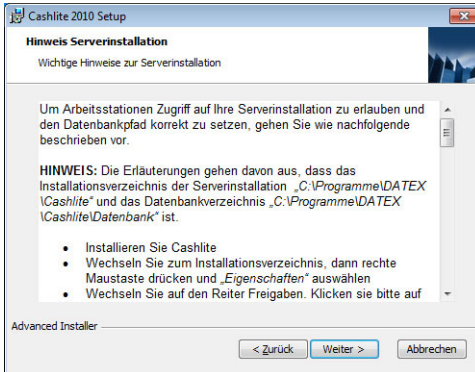 Cashlite 2010 Setup
Hinweis Serverinstallation
Wichtige Hinweise zur Serverinstallation
Um Arbeitsstationen Zugriff auf Ihre Serverinstallation zu erlauben und
den Datenbankpfad korrekt zu setzen, gehen Sie wie nachfolgende
beschrieben vor.
HINWEIS: Die Erläuterungen gehen davon aus, dass das
Installationsverzeichnis der Serverinstallation „C:\Programme\DATEX
\Cashlite" und das Datenbankverzeichnis „C:\Programme\DATEX
\Cashlite\Datenbank" ist.
• Installieren Sie Cashlite
• Wechseln Sie zum Installationsverzeichnis, dann rechte
Maustaste drücken und „Eigenschaften" auswählen
• Wechseln Sie auf den Reiter Freigaben. Klicken sie bitte auf
Advanced Installer
< Zurück Weiter > Abbrechen